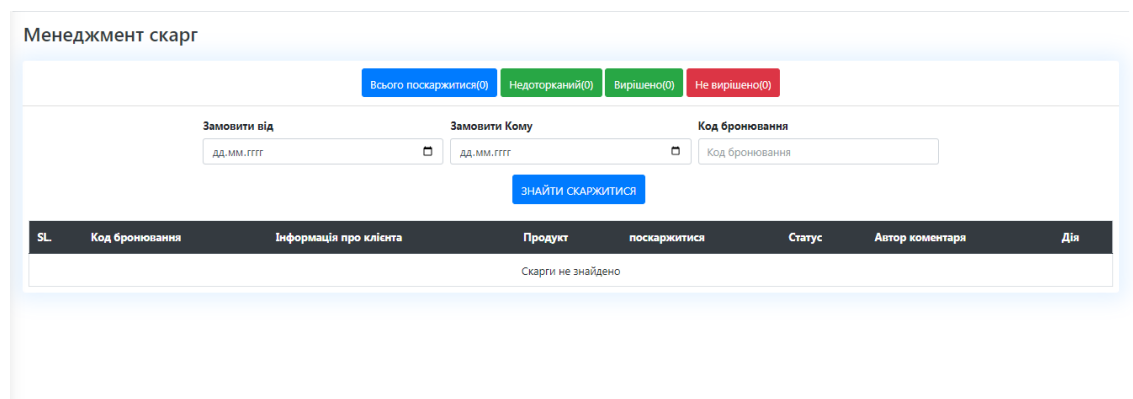 Менеджмент скарг
Всього поскаржитися(0) Недоторканий(0) Вирішено(0) Не вирішено(0)
Замовити від Замовити Кому Код бронювання
дд.мм.гггг дд.мм.гггг Код бронювання
ЗНАЙТИ СКАРЖИТИСЯ
SL. Код бронювання Інформація про клієнта Продукт поскаржитися Статус Автор коментаря Дія
Скарги не знайдено